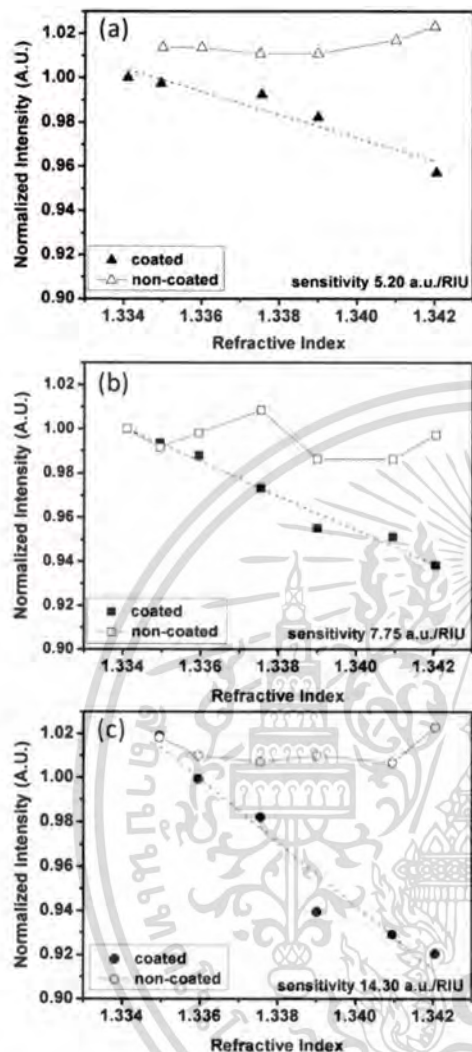 (a)
Normalized Intensity (A.U.)
1.02
1.00
0.98
0.96
0.94
0.92
0.90
coated
non-coated
sensitivity 5.20 a.u./RIU
1.334 1.336 1.338 1.340 1.342
Refractive Index
(b)
Normalized Intensity (A.U.)
1.02
1.00
0.98
0.96
0.94
0.92
0.90
coated
non-coated
sensitivity 7.75 a.u./RIU
1.334 1.336 1.338 1.340 1.342
Refractive Index
(c)
Normalized Intensity (A.U.)
1.02
1.00
0.98
0.96
0.94
0.92
0.90
coated
non-coated
sensitivity 14.30 a.u./RIU
1.334 1.336 1.338 1.340 1.342
Refractive Index